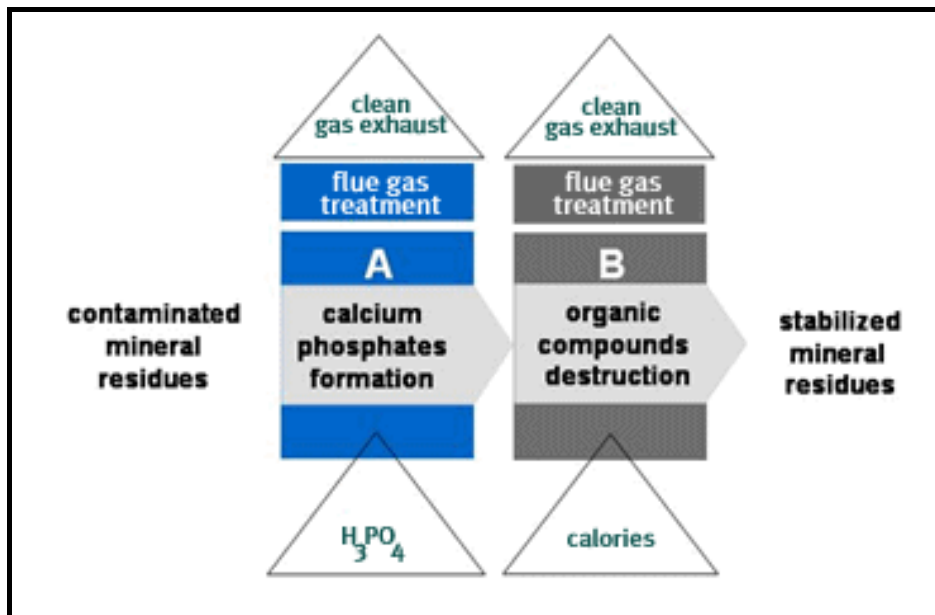 clean
gas exhaust
clean
gas exhaust
flue gas
treatment
flue gas
treatment
A
B
contaminated
mineral
residues
calcium
phosphates
formation
organic
compounds
destruction
stabilized
mineral
residues
H3PO4
calories